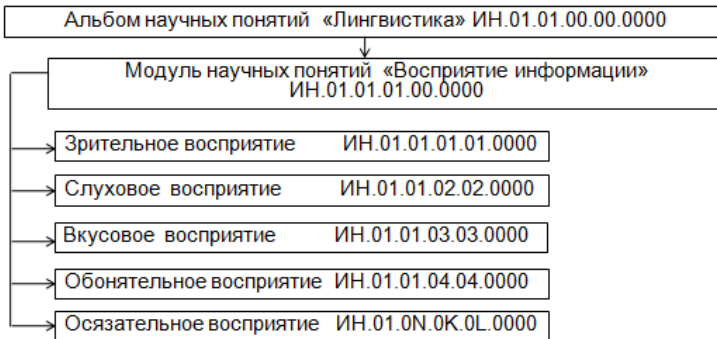 Альбом научных понятий «Лингвистика» ИН.01.01.00.00.0000
Модуль научных понятий «Восприятие информации»
ИН.01.01.01.00.0000
Зрительное восприятие ИН.01.01.01.01.0000
Слуховое восприятие ИН.01.01.02.02.0000
Вкусовое восприятие ИН.01.01.03.03.0000
Обонятельное восприятие ИН.01.01.04.04.0000
Осязательное восприятие ИН.01.0N.0K.0L.0000